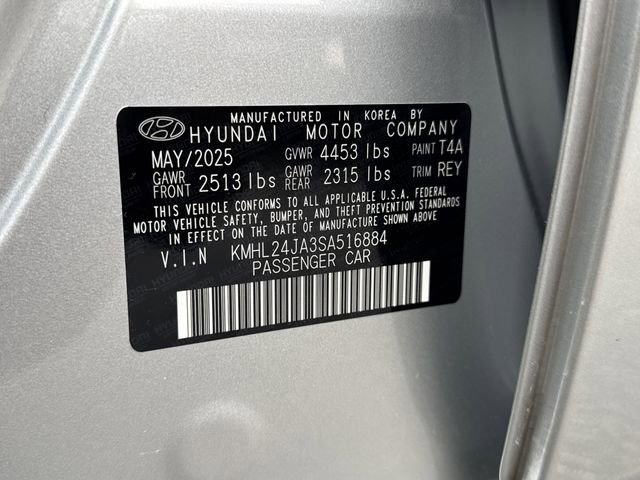 MANUFACTURED IN KOREA BY
HYUNDAI MOTOR COMPANY
MAY/2025 GVWR 4453 lbs PAINT T4A
GAWR FRONT 2513 lbs GAWR REAR 2315 lbs TRIM REY
THIS VEHICLE CONFORMS TO ALL APPLICABLE U.S.A. FEDERAL
MOTOR VEHICLE SAFETY, BUMPER, AND THEFT PREVENTION STANDARDS
IN EFFECT ON THE DATE OF MANUFACTURE SHOWN ABOVE.
V.I.N KMHL24JA3SA516884
PASSENGER CAR